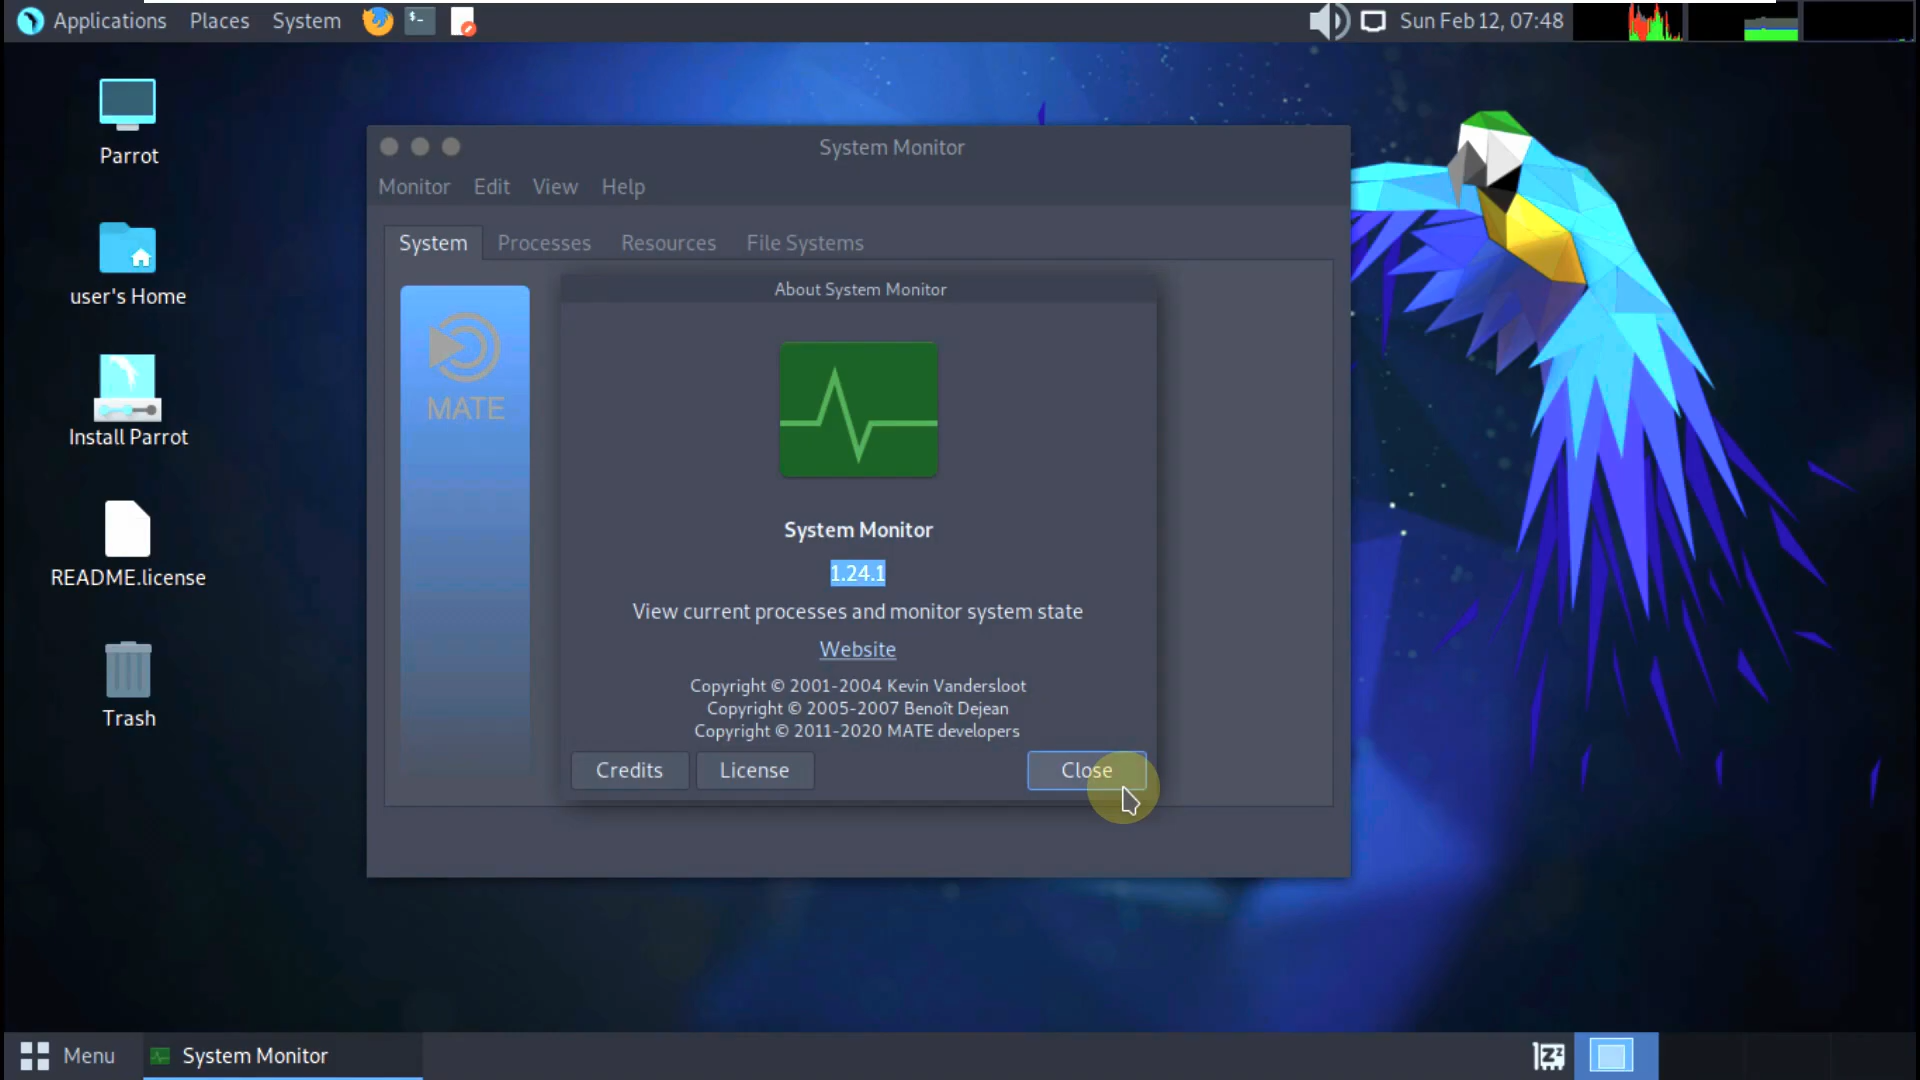 Applications Places System
Sun Feb 12, 07:48
Parrot
user's Home
Install Parrot
README.license
Trash
System Monitor
Monitor Edit View Help
System Processes Resources File Systems
MATE
About System Monitor
System Monitor
1.24.1
View current processes and monitor system state
Website
Copyright © 2001-2004 Kevin Vandersloot
Copyright © 2005-2007 Benoît Dejean
Copyright © 2011-2020 MATE developers
Credits License Close
Menu System Monitor